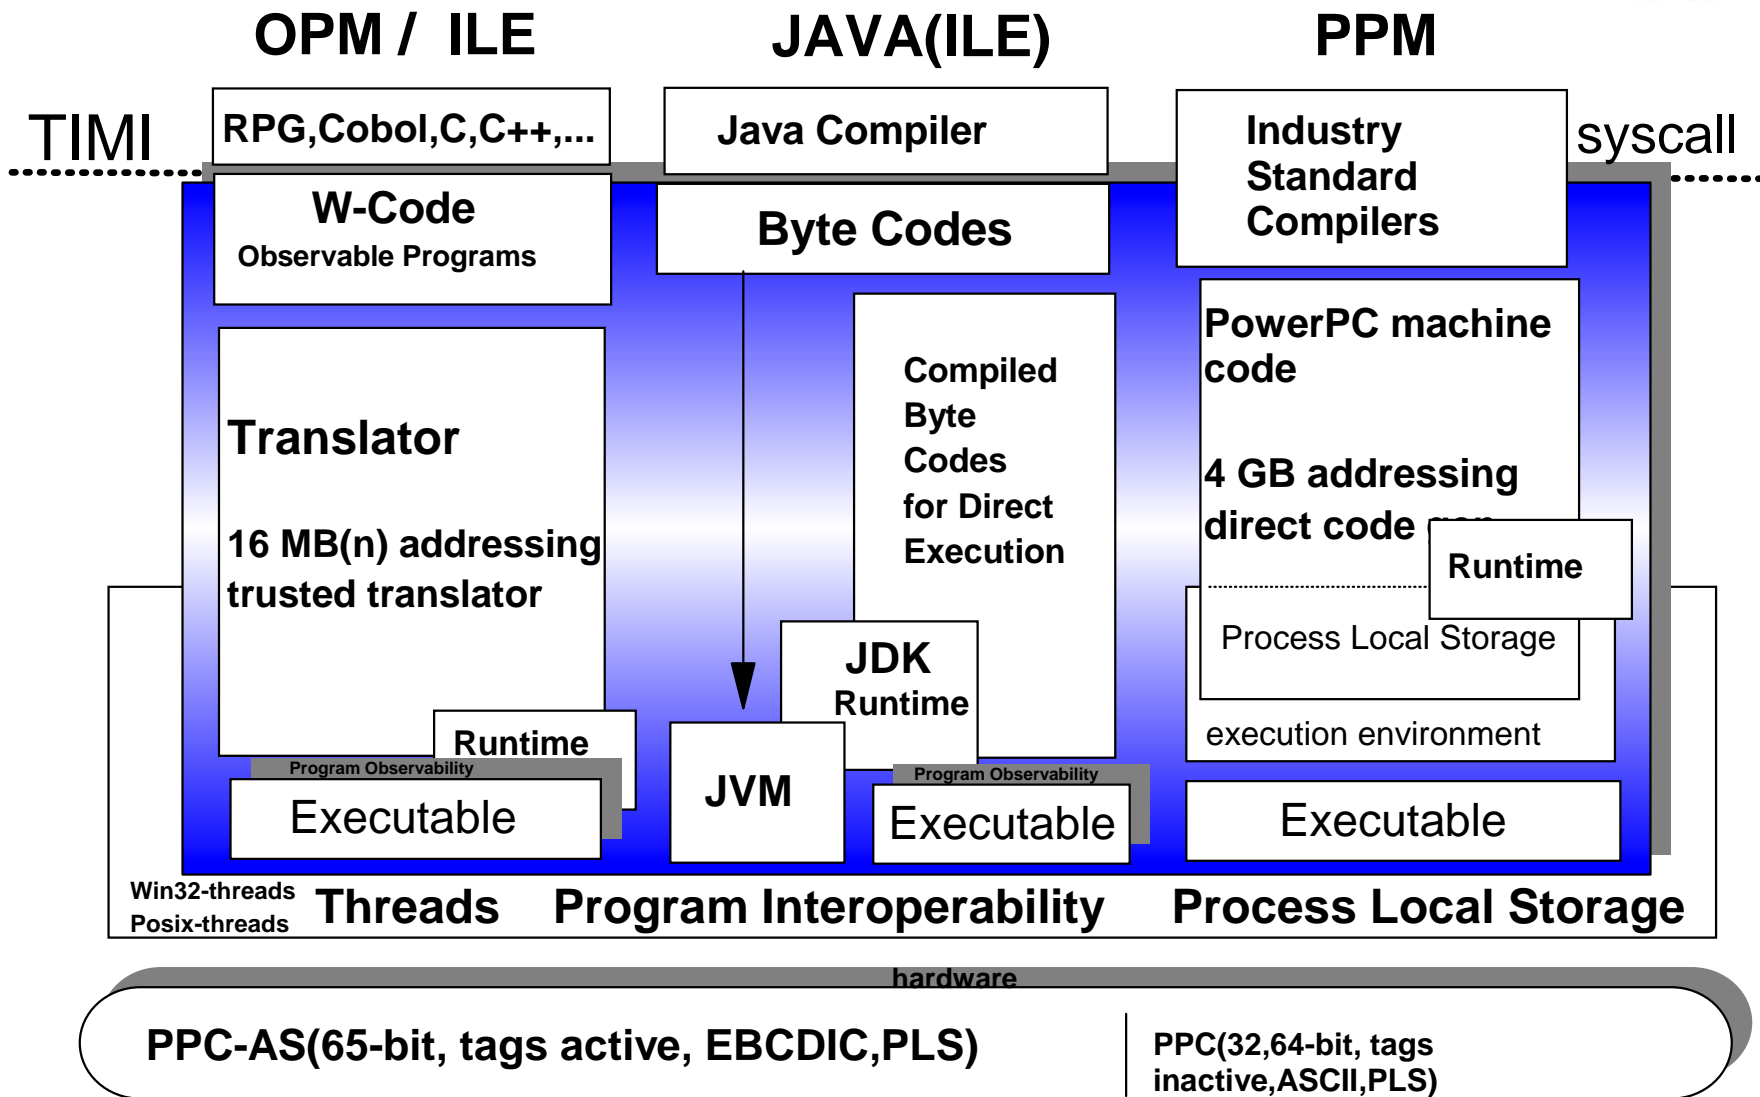 OPM / ILE
JAVA(ILE)
PPM
TIMI
syscall
RPG,Cobol,C,C++,...
Java Compiler
Industry
Standard
Compilers
W-Code
Observable Programs
Byte Codes
Translator
16 MB(n) addressing
trusted translator
Runtime
Program Observability
Executable
Compiled
Byte
Codes
for Direct
Execution
JDK
Runtime
JVM
Program Observability
Executable
PowerPC machine
code
4 GB addressing
direct code
Runtime
Process Local Storage
execution environment
Executable
Win32-threads
Posix-threads
Threads
Program Interoperability
Process Local Storage
hardware
PPC-AS(65-bit, tags active, EBCDIC,PLS)
PPC(32,64-bit, tags
inactive,ASCII,PLS)